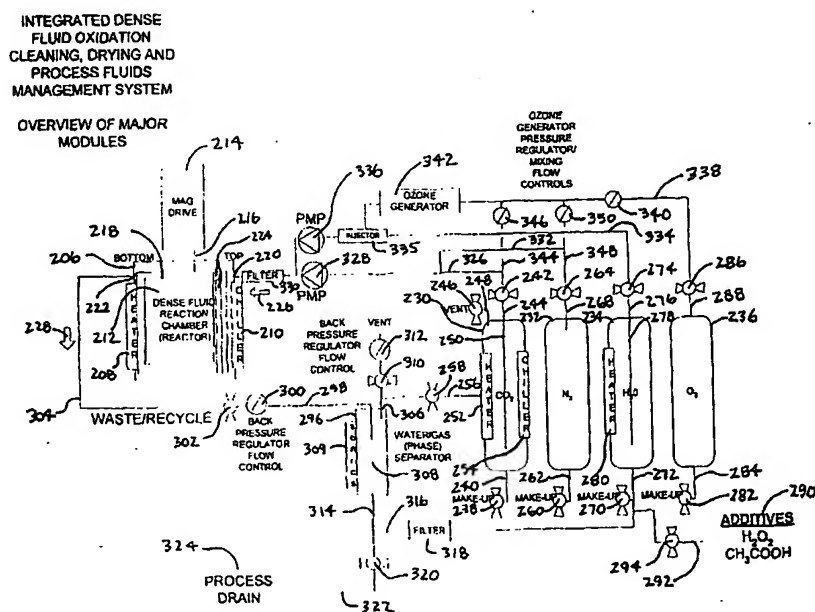 INTEGRATED DENSE
FLUID OXIDATION
CLEANING, DRYING AND
PROCESS FLUIDS
MANAGEMENT SYSTEM
OVERVIEW OF MAJOR
MODULES
214
MAG
DRIVE
218
216
224
206
BOTTOM
TOP
220
222
HEATER
212
DENSE FLUID
REACTION
CHAMBER
(REACTOR)
208
CHILLER
210
FILTER
330
226
228
304
WASTE/RECYCLE
302
300
BACK
PRESSURE
REGULATOR
FLOW
CONTROL
298
PMP
336
328
PMP
INJECTOR
335
342
OZONE
GENERATOR
OZONE
GENERATOR
PRESSURE
REGULATOR/
MIXING
FLOW
CONTROLS
346
350
340
338
334
332
326
344
348
246
248
242
264
274
286
230
VENT
244
232
268
234
276
278
288
236
250
HEATER
CO2
CHILLER
N2
HEATER
H2O
O2
252
254
280
256
258
BACK
PRESSURE
REGULATOR
FLOW
CONTROL
VENT
312
310
306
296
309
308
WATER/GAS
(PHASE)
SEPARATOR
314
316
FILTER
318
320
322
324
PROCESS
DRAIN
240
262
272
284
MAKE-UP
238
MAKE-UP
260
MAKE-UP
270
MAKE-UP
282
290
ADDITIVES
H2O2
CH3COOH
294
292